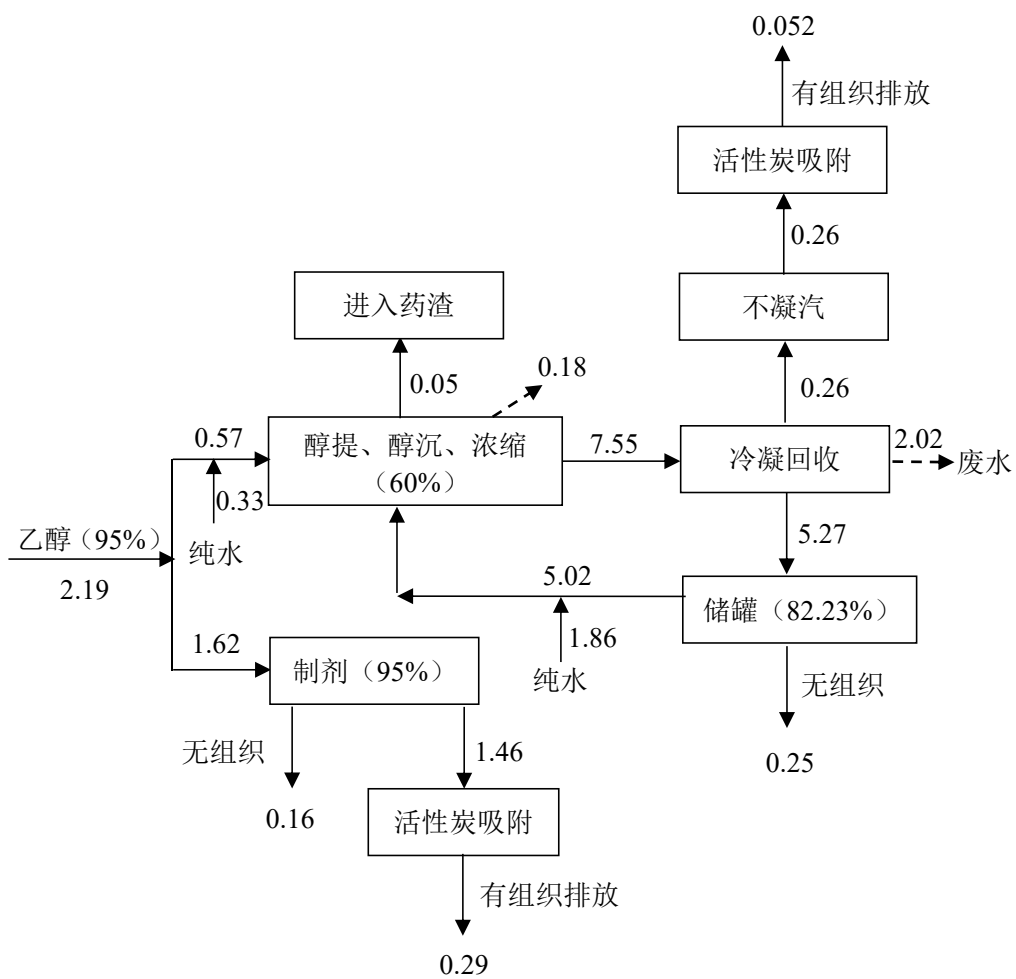 0.052
有组织排放
活性炭吸附
0.26
进入药渣
不凝汽
0.05
0.18
0.26
0.57
醇提、醇沉、浓缩
（60%）
7.55
冷凝回收
2.02
废水
0.33
纯水
乙醇（95%）
2.19
5.27
5.02
储罐（82.23%）
1.86
纯水
1.62
制剂（95%）
无组织
0.25
无组织
1.46
0.16
活性炭吸附
有组织排放
0.29